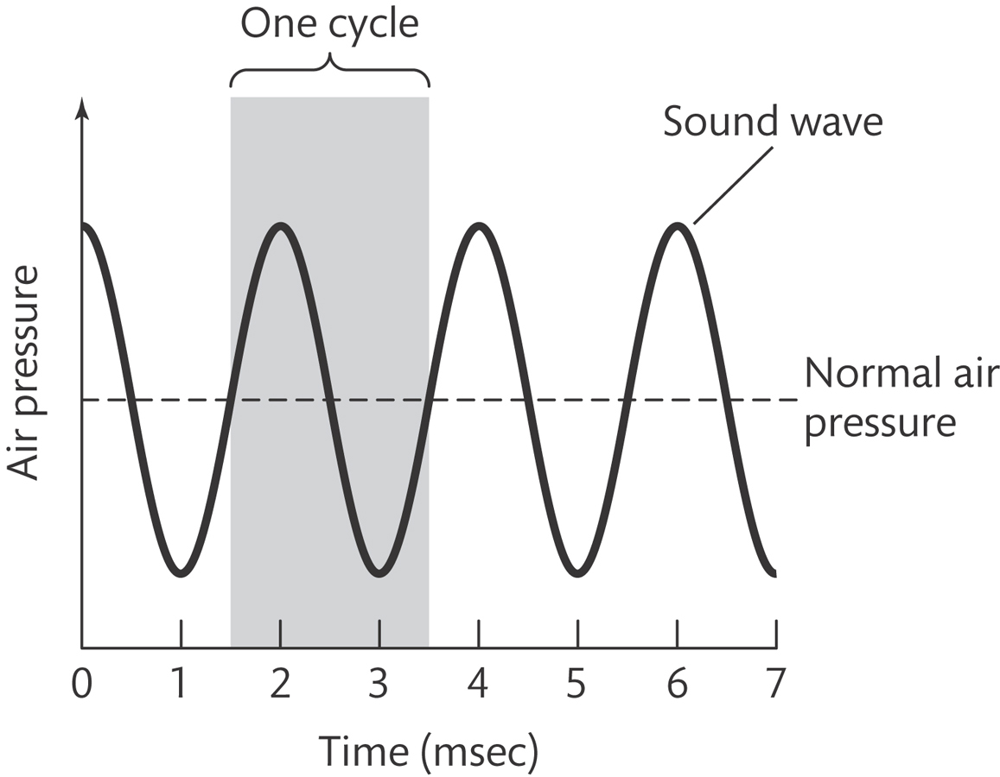 One cycle
Sound wave
Air pressure
Normal air
pressure
0 1 2 3 4 5 6 7
Time (msec)